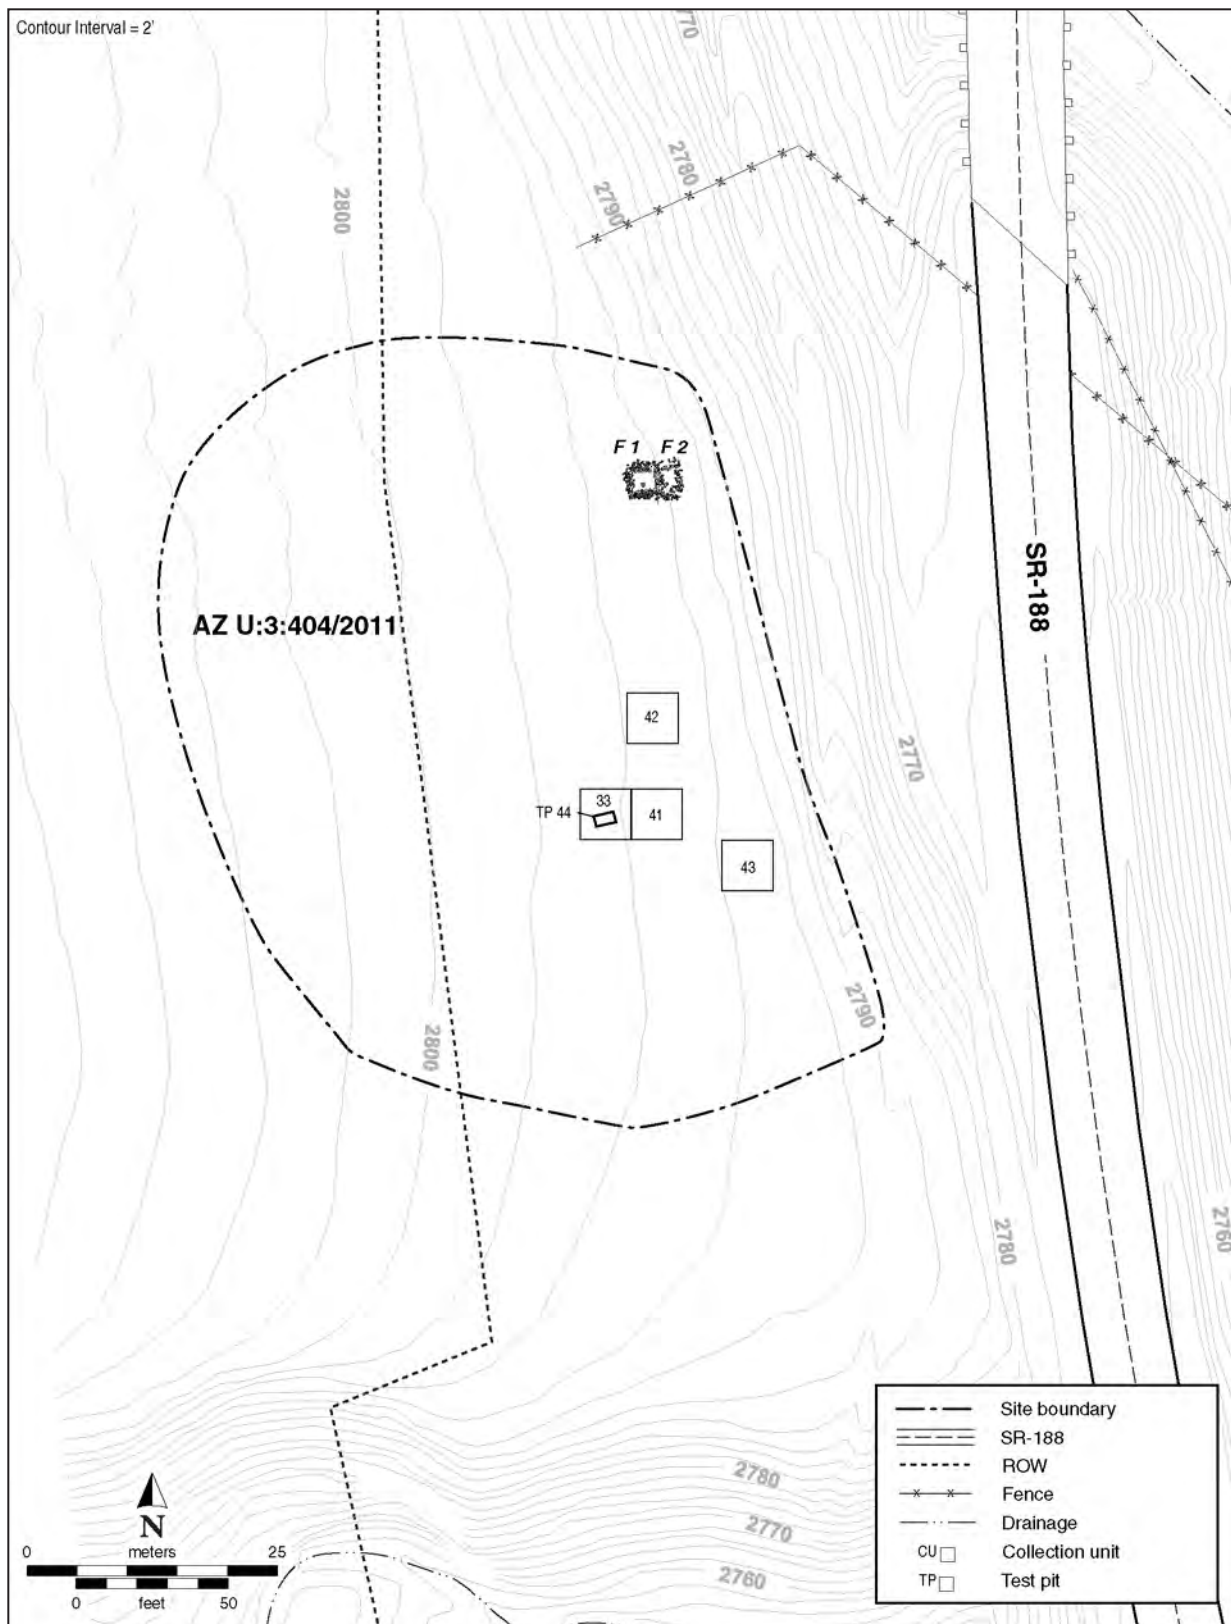 Contour Interval = 2'
2770
2780
2790
2800
F 1 F 2
SR-188
AZ U:3:404/2011
42
2770
33
TP 44
41
43
2790
2800
2780
2760
2780
2770
2760
N
0 meters 25
0 feet 50
Site boundary
SR-188
ROW
Fence
Drainage
CU Collection unit
TP Test pit